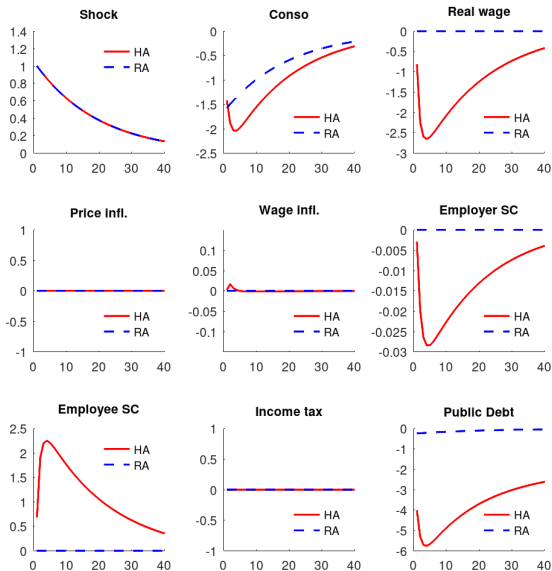 Shock
1.4
1.2
1
0.8
0.6
0.4
0.2
0
0 10 20 30 40
HA
RA
Conso
0
-0.5
-1
-1.5
-2
-2.5
0 10 20 30 40
HA
RA
Real wage
0
-0.5
-1
-1.5
-2
-2.5
-3
0 10 20 30 40
HA
RA
Price infl.
1
0.5
0
-0.5
-1
0 10 20 30 40
HA
RA
Wage infl.
0.15
0.1
0.05
0
-0.05
-0.1
0 10 20 30 40
HA
RA
Employer SC
0
-0.005
-0.01
-0.015
-0.02
-0.025
-0.03
0 10 20 30 40
HA
RA
Employee SC
2.5
2
1.5
1
0.5
0
0 10 20 30 40
HA
RA
Income tax
1
0.5
0
-0.5
-1
0 10 20 30 40
HA
RA
Public Debt
0
-1
-2
-3
-4
-5
-6
0 10 20 30 40
HA
RA